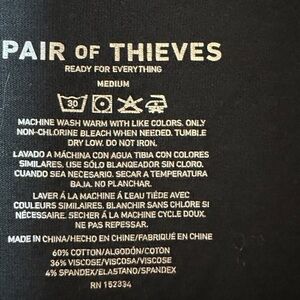 PAIR OF THIEVES
READY FOR EVERYTHING
MEDIUM
30
MACHINE WASH WARM WITH LIKE COLORS. ONLY
NON-CHLORINE BLEACH WHEN NEEDED. TUMBLE
DRY LOW. DO NOT IRON.
LAVADO A MÁCHINA CON AGUA TIBIA CON COLORES
SIMILARES. USE SÓLO BLANQEADOR SIN CLORO.
CUANDO SEA NECESARIO. SECAR A TEMPERATURA
BAJA. NO PLANCHAR.
LAVER Á LA MACHINE Á L'EAU TIÈDE AVEC
COULEURS SIMILAIRES. BLANCHIR SANS CHLORE SI
NÉCESSAIRE. SÉCHER Á LA MACHINE CYCLE DOUX.
NE PAS REPASSER.
MADE IN CHINA/HECHO EN CHINA/FABRIQUÉ EN CHINE
60% COTTON/ALGODÓN/COTON
36% VISCOSE/VISCOSA/VISCOSE
4% SPANDEX/ELASTANO/SPANDEX
RN 152334